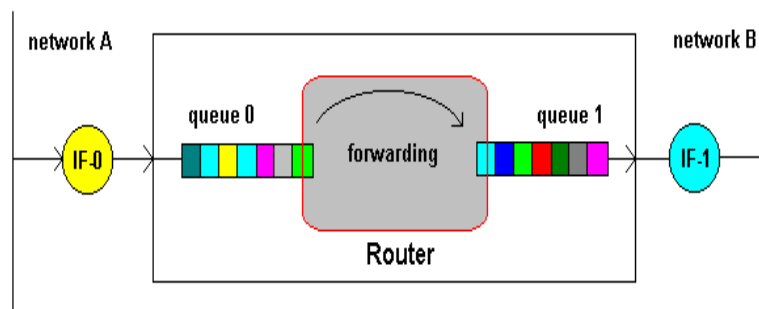 network A
network B
queue 0
queue 1
IF-0
forwarding
IF-1
Router